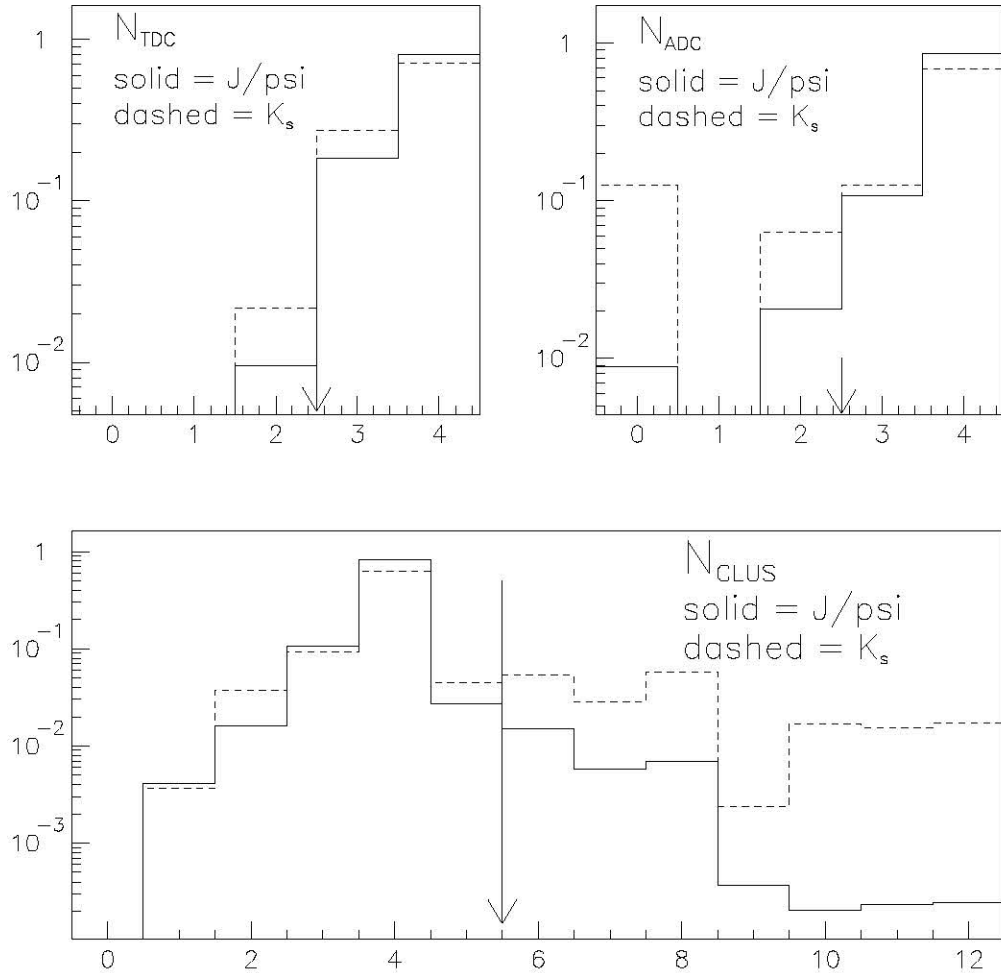 N_TDC
solid = J/psi
dashed = K_s
1
10^-1
10^-2
0 1 2 3 4
N_ADC
solid = J/psi
dashed = K_s
1
10^-1
10^-2
0 1 2 3 4
N_CLUS
solid = J/psi
dashed = K_s
1
10^-1
10^-2
10^-3
0 2 4 6 8 10 12